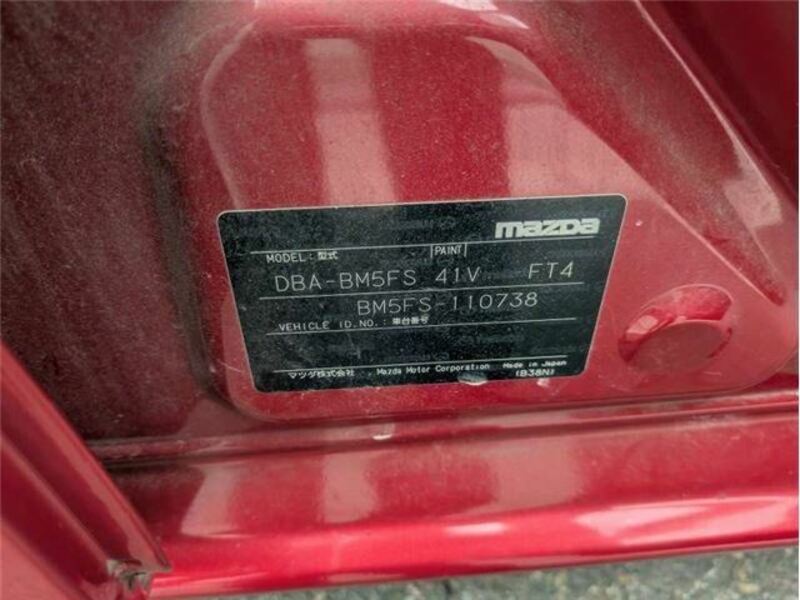 mazda
MODEL:型式 PAINT
DBA-BM5FS 41V FT4
BM5FS-110738
VEHICLE ID.NO.:車台番号
マツダ株式会社 Mazda Motor Corporation Made in Japan
(B38N)